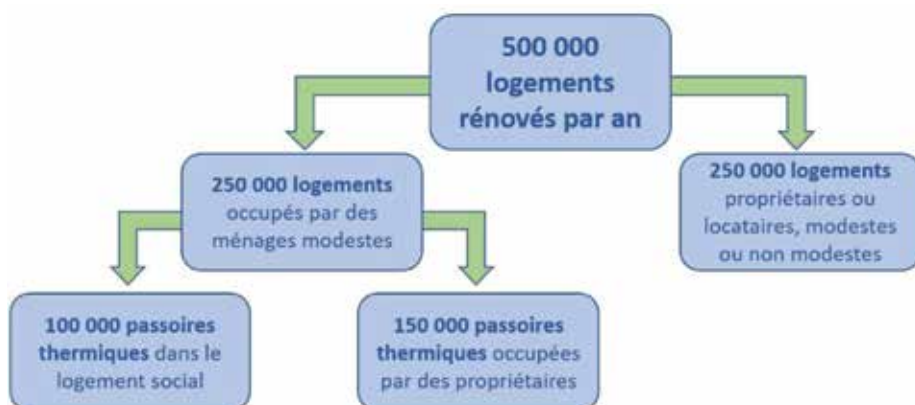 500 000
logements
rénovés par an
250 000 logements
occupés par des
ménages modestes
250 000 logements
propriétaires ou
locataires, modestes
ou non modestes
100 000 passoires
thermiques dans le
logement social
150 000 passoires
thermiques occupées
par des propriétaires